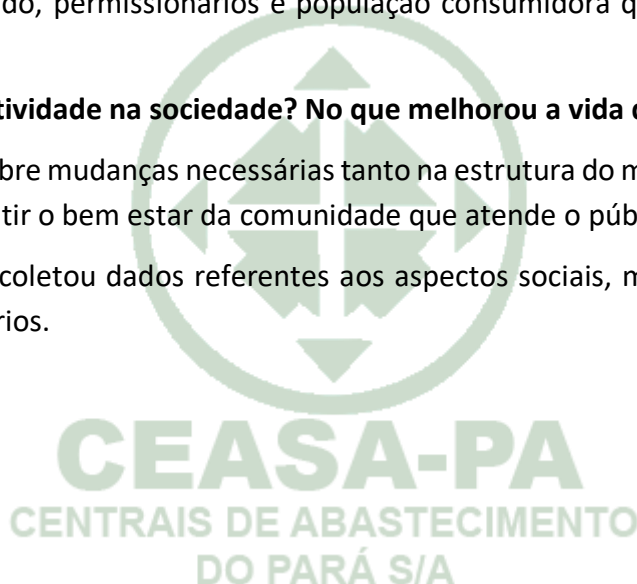 do, permissionários e população consumidora q
tividade na sociedade? No que melhorou a vida
bre mudanças necessárias tanto na estrutura do m
tir o bem estar da comunidade que atende o públ
coletou dados referentes aos aspectos sociais, m
rios.
CEASA-PA
CENTRAIS DE ABASTECIMENTO
DO PARÁ S/A